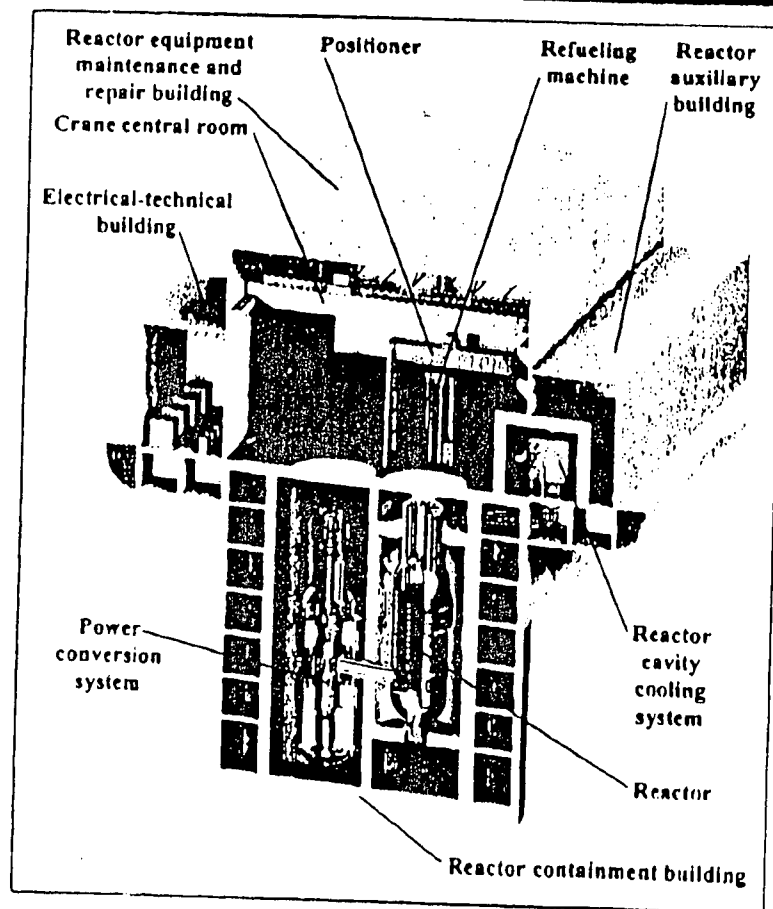 Reactor equipment
maintenance and
repair building
Positioner
Refueling
machine
Reactor
auxiliary
building
Crane central room
Electrical-technical
building
Power
conversion
system
Reactor
cavity
cooling
system
Reactor
Reactor containment building